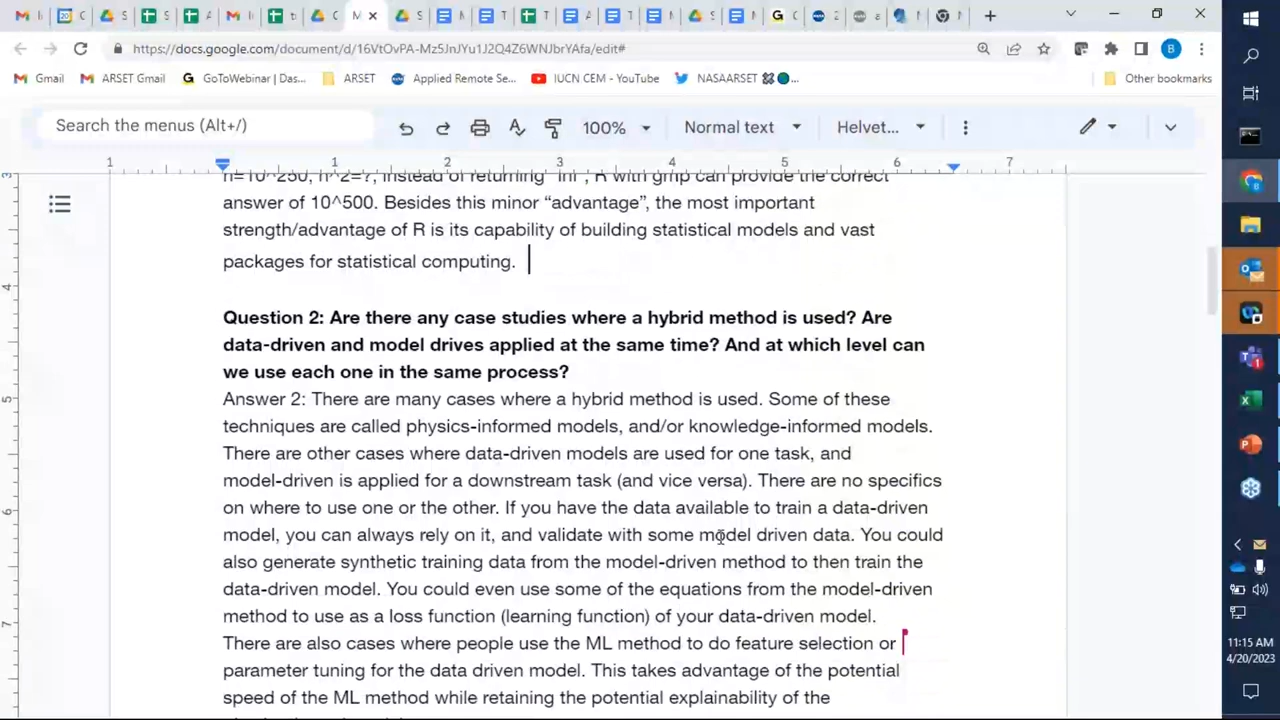 https://docs.google.com/document/d/16VtOvPA-Mz5JnJYu1J2Q4Z6WNJbrYAfa/edit#
B
Gmail
ARSET Gmail
GoToWebinar | Das...
ARSET
Applied Remote Se...
IUCN CEM - YouTube
NASAARSET
Other bookmarks
Search the menus (Alt+/)
100%
Normal text
Helvet...
1 1 2 3 4 5 6 7
answer of 10^500. Besides this minor “advantage”, the most important
strength/advantage of R is its capability of building statistical models and vast
packages for statistical computing.
Question 2: Are there any case studies where a hybrid method is used? Are
data-driven and model drives applied at the same time? And at which level can
we use each one in the same process?
Answer 2: There are many cases where a hybrid method is used. Some of these
techniques are called physics-informed models, and/or knowledge-informed models.
There are other cases where data-driven models are used for one task, and
model-driven is applied for a downstream task (and vice versa). There are no specifics
on where to use one or the other. If you have the data available to train a data-driven
model, you can always rely on it, and validate with some model driven data. You could
also generate synthetic training data from the model-driven method to then train the
data-driven model. You could even use some of the equations from the model-driven
method to use as a loss function (learning function) of your data-driven model.
There are also cases where people use the ML method to do feature selection or
parameter tuning for the data driven model. This takes advantage of the potential
speed of the ML method while retaining the potential explainability of the
3
4
5
6
7
11:15 AM
4/20/2023